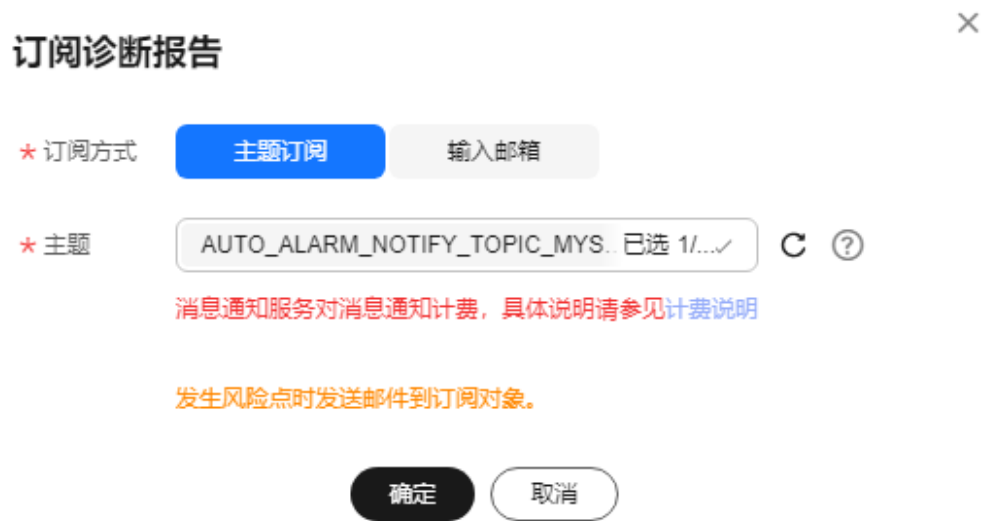 订阅诊断报告
* 订阅方式 主题订阅 输入邮箱
* 主题 AUTO_ALARM_NOTIFY_TOPIC_MYS... 已选 1/...
消息通知服务对消息通知计费，具体说明请参见计费说明
发生风险点时发送邮件到订阅对象。
确定 取消